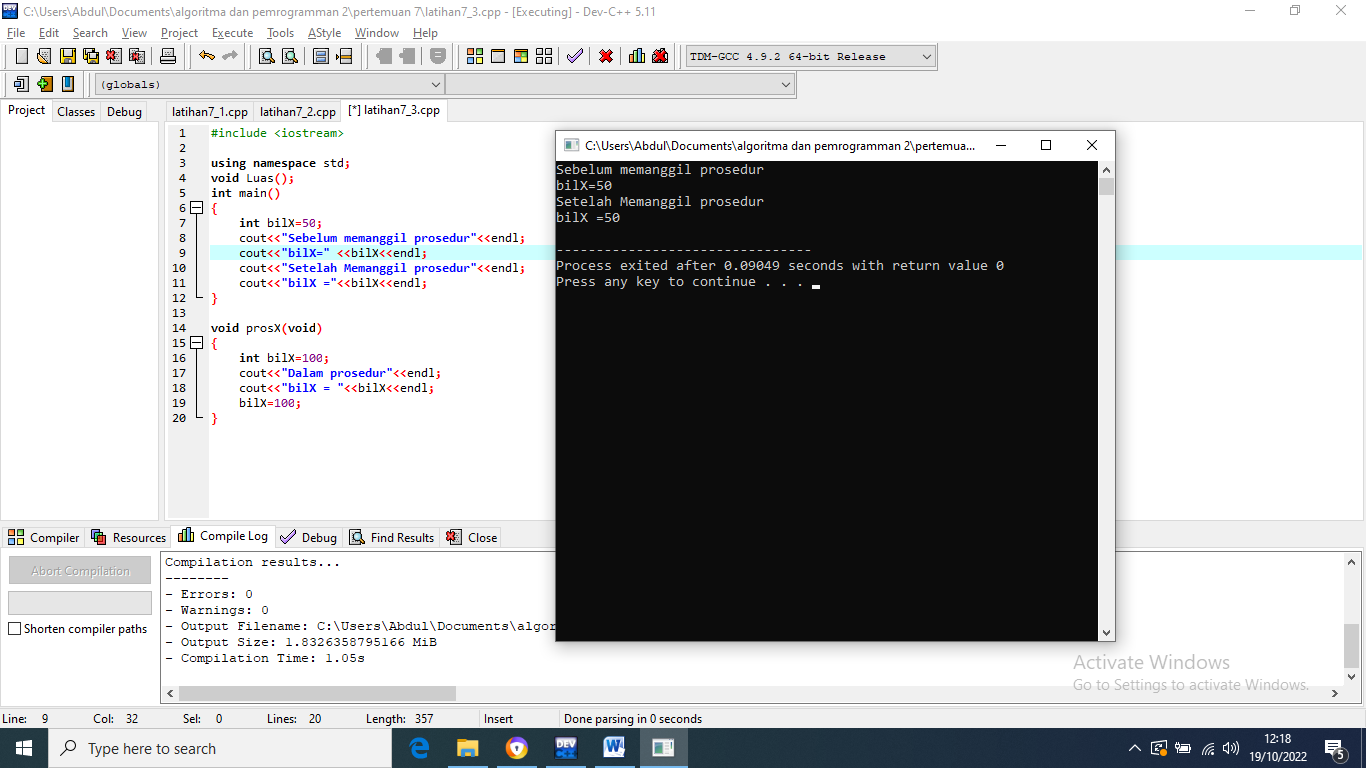 C:\Users\Abdul\Documents\algoritma dan pemrogramman 2\pertemuan 7\latihan7_3.cpp - [Executing] - Dev-C++ 5.11
File Edit Search View Project Execute Tools AStyle Window Help
TDM-GCC 4.9.2 64-bit Release
(globals)
Project Classes Debug
latihan7_1.cpp latihan7_2.cpp [*] latihan7_3.cpp
1 #include <iostream>
2
3 using namespace std;
4 void Luas();
5 int main()
6 {
7 int bilX=50;
8 cout<<"Sebelum memanggil prosedur"<<endl;
9 cout<<"bilX=" <<bilX<<endl;
10 cout<<"Setelah Memanggil prosedur"<<endl;
11 cout<<"bilX ="<<bilX<<endl;
12 }
13
14 void prosX(void)
15 {
16 int bilX=100;
17 cout<<"Dalam prosedur"<<endl;
18 cout<<"bilX = "<<bilX<<endl;
19 bilX=100;
20 }
C:\Users\Abdul\Documents\algoritma dan pemrogramman 2\pertemua...
Sebelum memanggil prosedur
bilX=50
Setelah Memanggil prosedur
bilX =50
--------------------------------
Process exited after 0.09049 seconds with return value 0
Press any key to continue . . .
Compiler Resources Compile Log Debug Find Results Close
Abort Compilation
Shorten compiler paths
Compilation results...
--------
- Errors: 0
- Warnings: 0
- Output Filename: C:\Users\Abdul\Documents\algor
- Output Size: 1.8326358795166 MiB
- Compilation Time: 1.05s
Activate Windows
Go to Settings to activate Windows.
Line: 9 Col: 32 Sel: 0 Lines: 20 Length: 357 Insert Done parsing in 0 seconds
Type here to search
DEV
12:18
19/10/2022
5